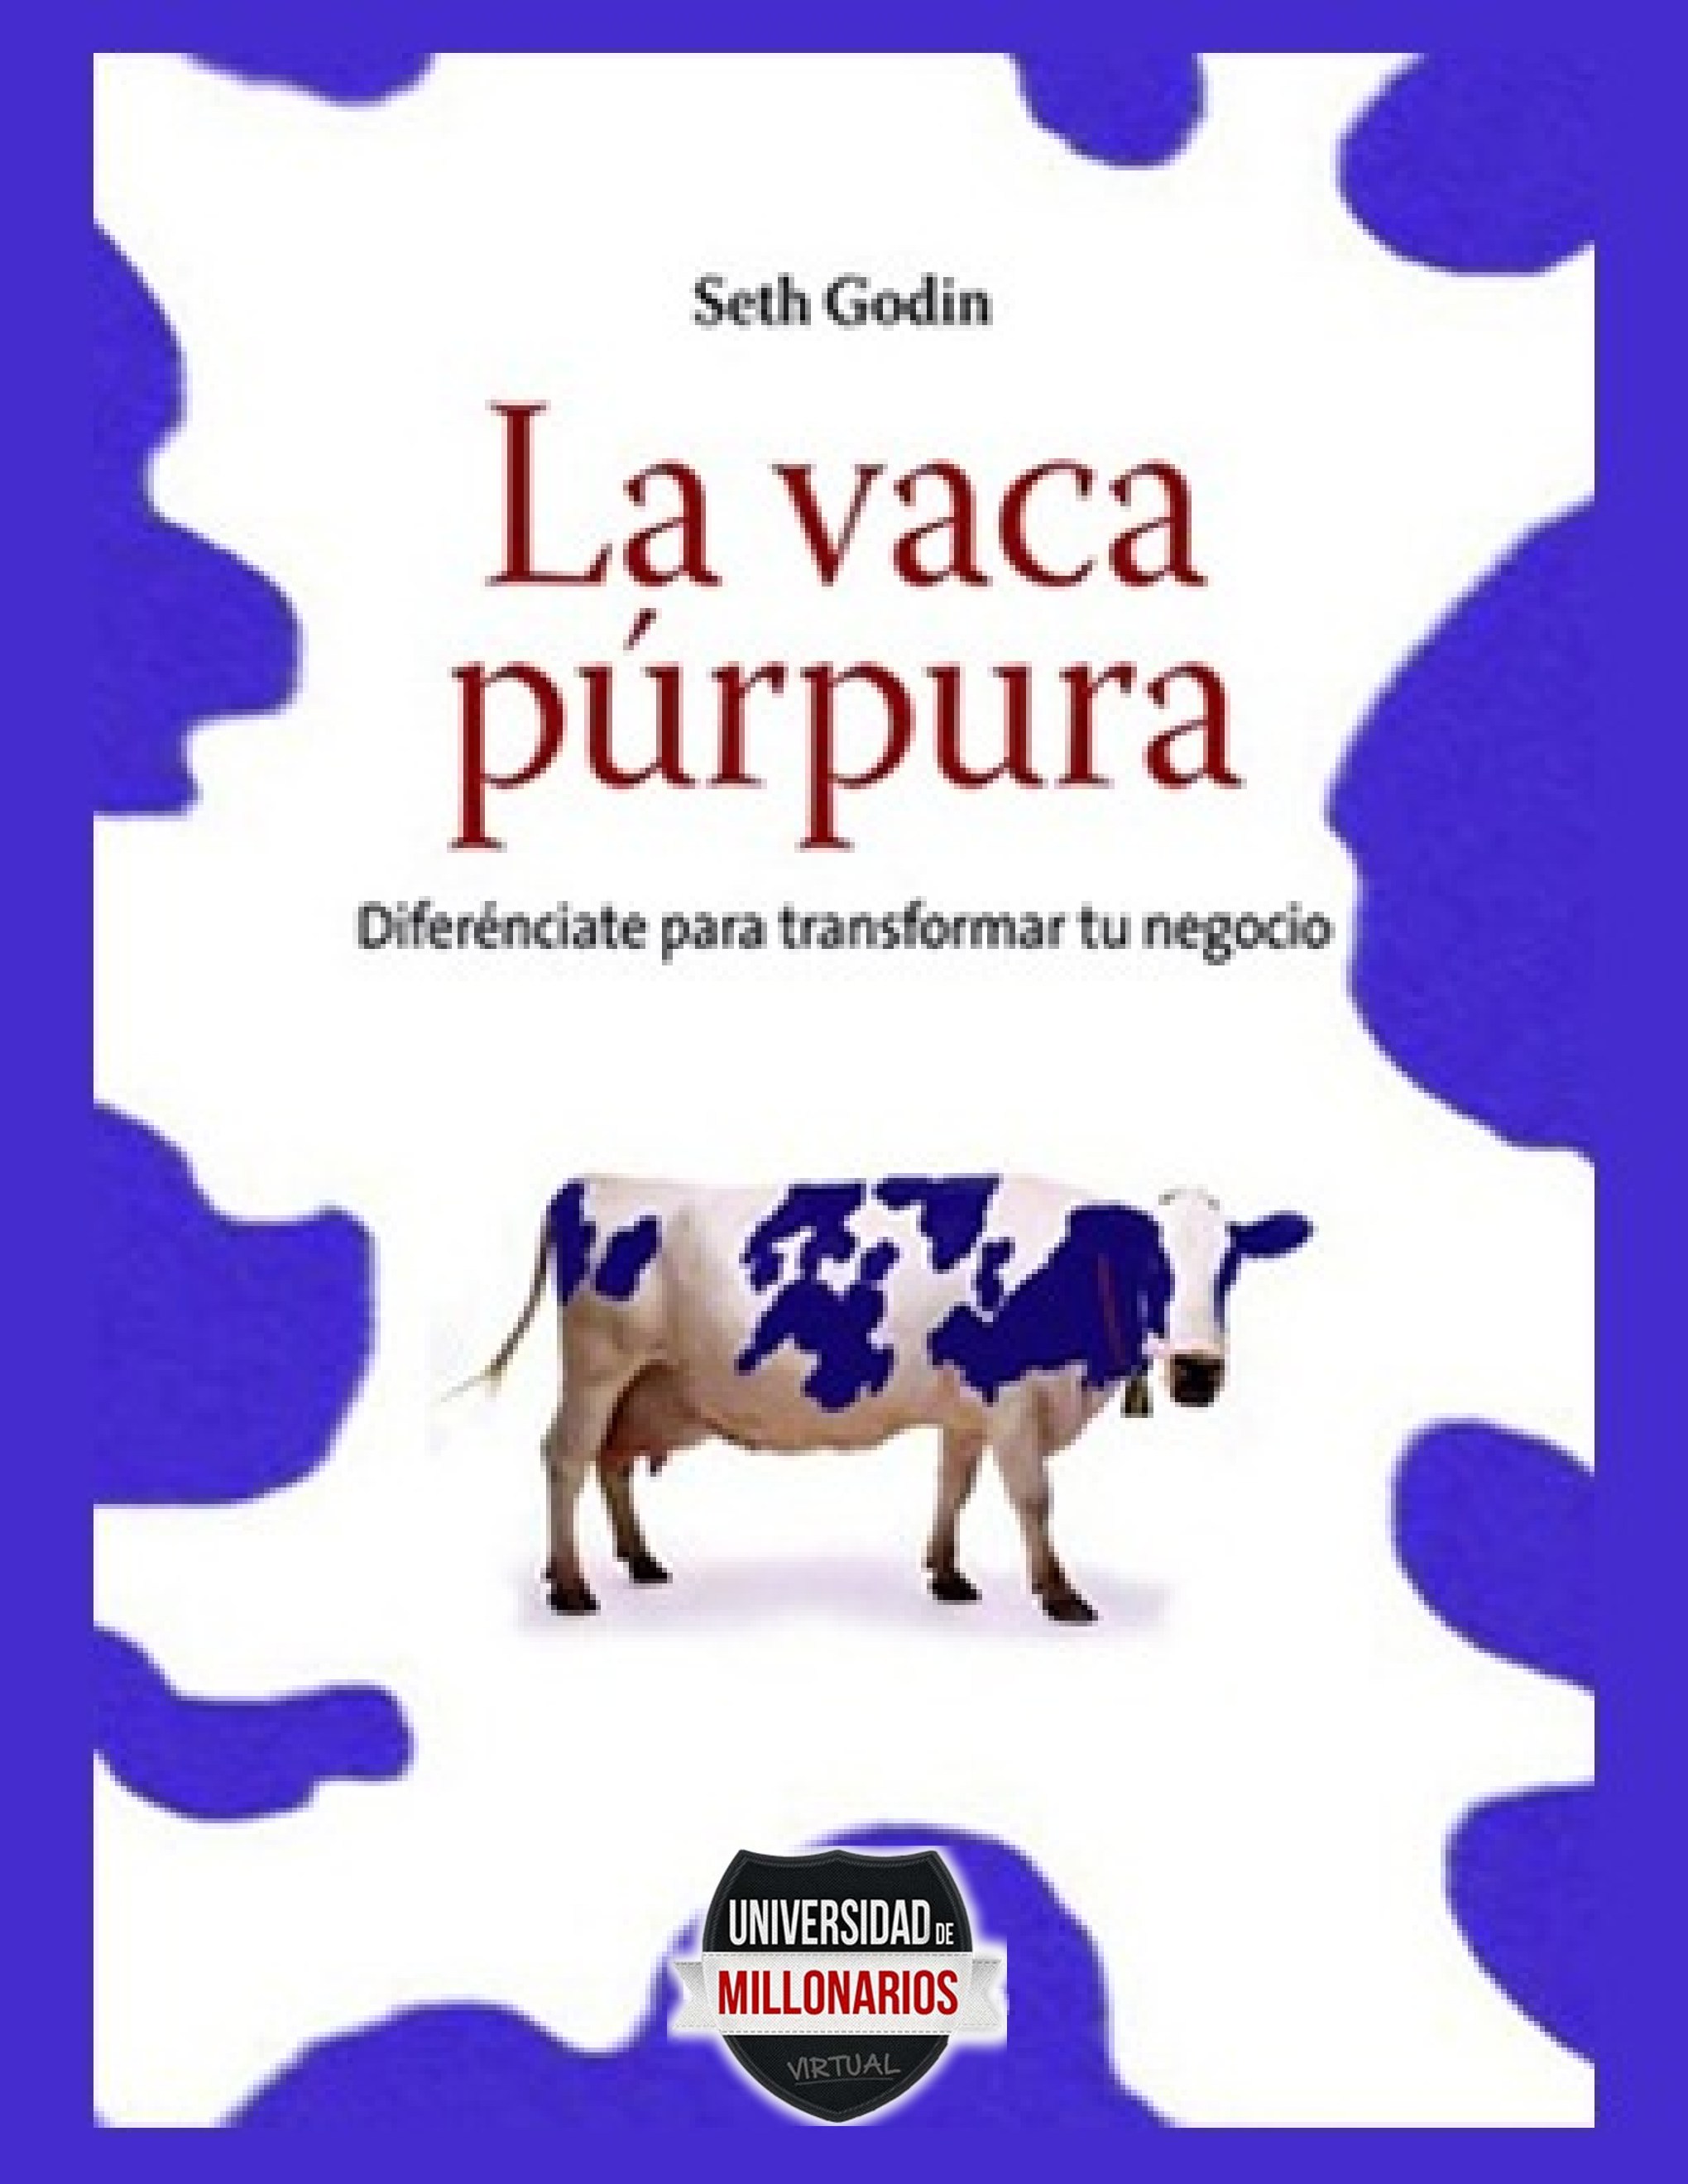 Seth Godin
La vaca
púrpura
Diferénciate para transformar tu negocio
UNIVERSIDAD DE
MILLONARIOS
VIRTUAL